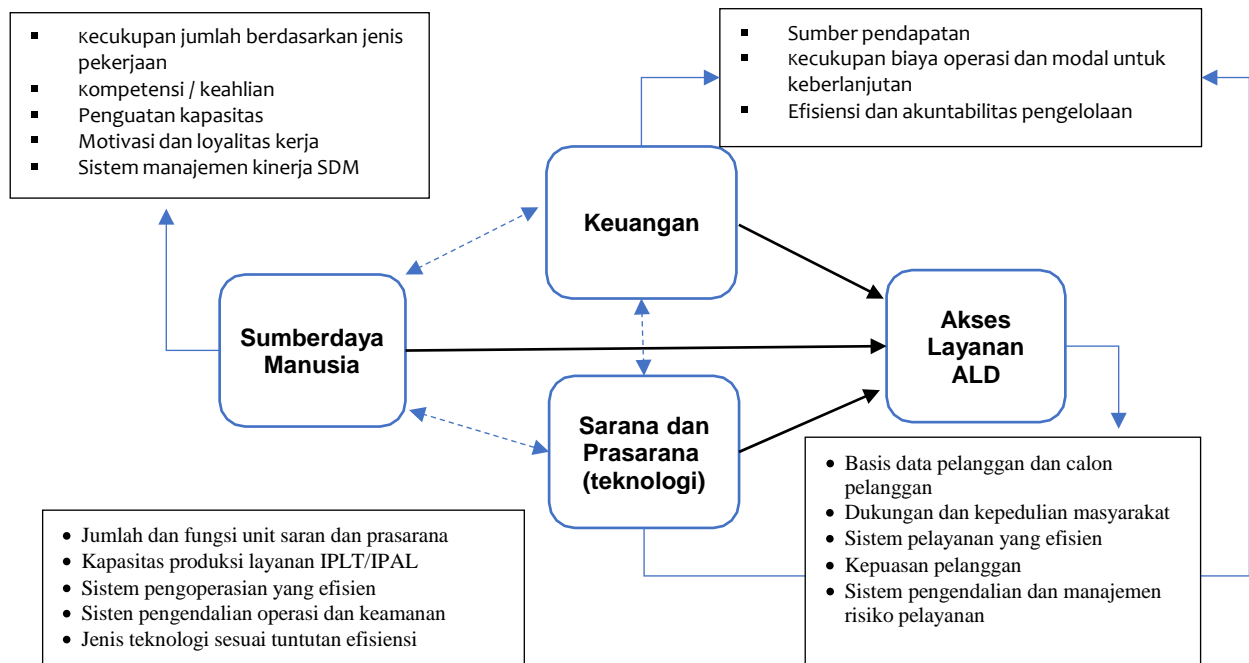 ▪ Kecukupan jumlah berdasarkan jenis
pekerjaan
▪ Kompetensi / keahlian
▪ Penguatan kapasitas
▪ Motivasi dan loyalitas kerja
▪ Sistem manajemen kinerja SDM
▪ Sumber pendapatan
▪ Kecukupan biaya operasi dan modal untuk
keberlanjutan
▪ Efisiensi dan akuntabilitas pengelolaan
Keuangan
Sumberdaya
Manusia
Akses
Layanan
ALD
Sarana dan
Prasarana
(teknologi)
• Jumlah dan fungsi unit saran dan prasarana
• Kapasitas produksi layanan IPLT/IPAL
• Sistem pengoperasian yang efisien
• Sisten pengendalian operasi dan keamanan
• Jenis teknologi sesuai tuntutan efisiensi
• Basis data pelanggan dan calon
pelanggan
• Dukungan dan kepedulian masyarakat
• Sistem pelayanan yang efisien
• Kepuasan pelanggan
• Sistem pengendalian dan manajemen
risiko pelayanan